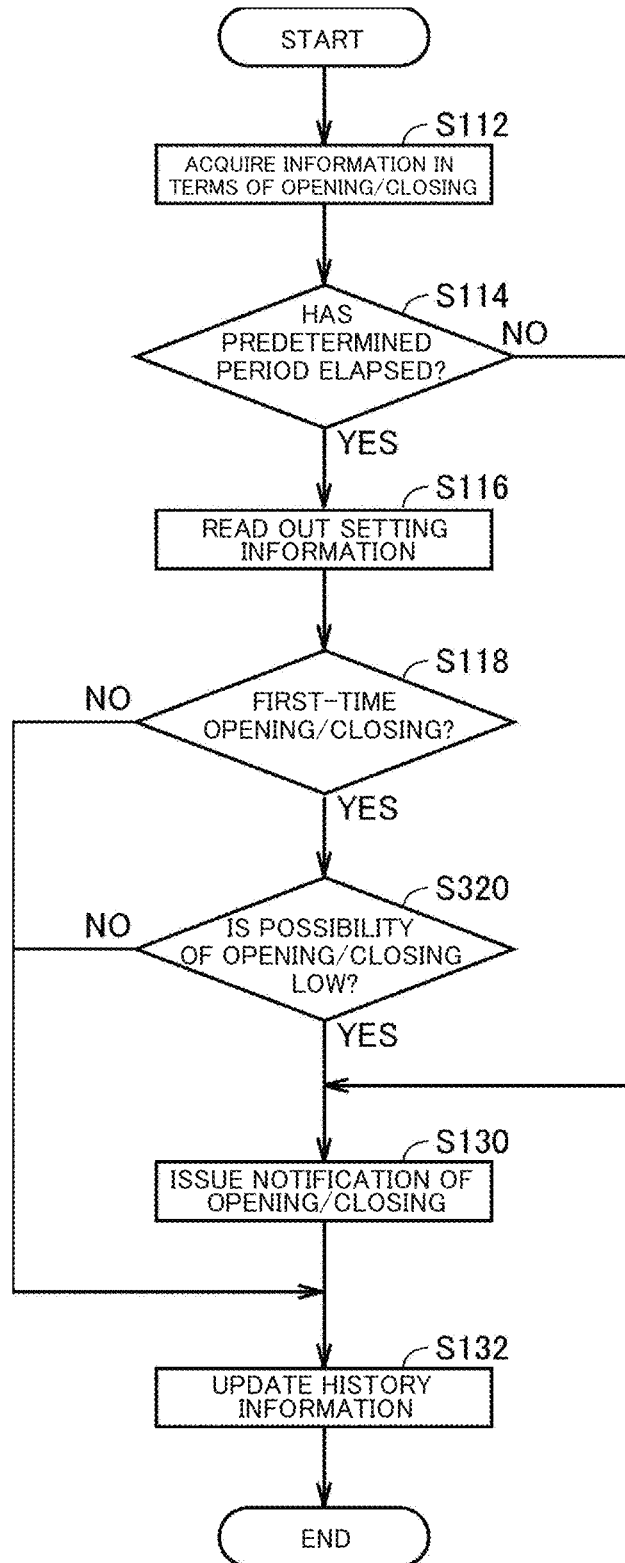 START
S112
ACQUIRE INFORMATION IN
TERMS OF OPENING/CLOSING
S114
HAS
PREDETERMINED
PERIOD ELAPSED?
NO
YES
S116
READ OUT SETTING
INFORMATION
S118
NO
FIRST-TIME
OPENING/CLOSING?
YES
S320
NO
IS POSSIBILITY
OF OPENING/CLOSING
LOW?
YES
S130
ISSUE NOTIFICATION OF
OPENING/CLOSING
S132
UPDATE HISTORY
INFORMATION
END